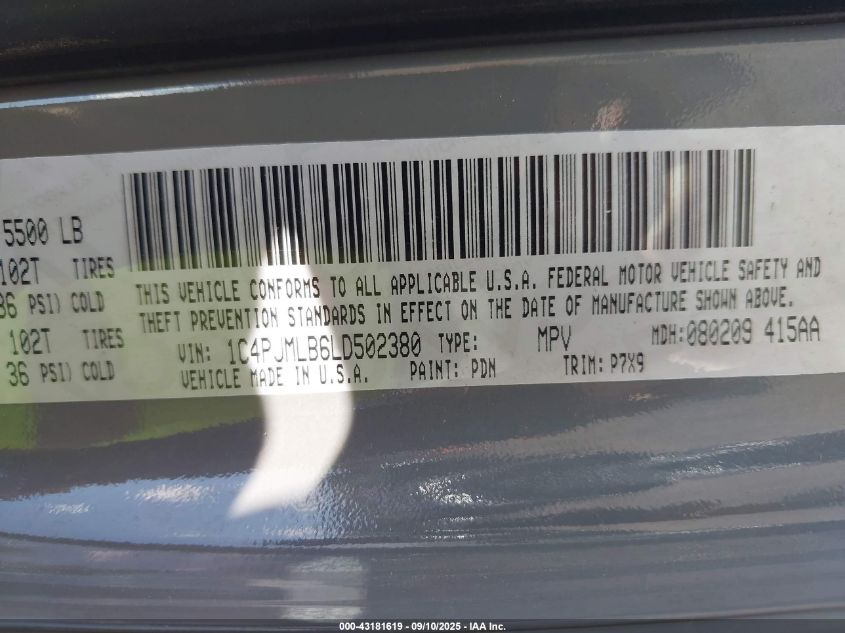 5500 LB
102T TIRES
36 PSI) COLD
102T TIRES
36 PSI) COLD
THIS VEHICLE CONFORMS TO ALL APPLICABLE U.S.A. FEDERAL MOTOR VEHICLE SAFETY AND
THEFT PREVENTION STANDARDS IN EFFECT ON THE DATE OF MANUFACTURE SHOWN ABOVE.
VIN: 1C4PJMLB6LD502380 TYPE: MPV MDH:080209 415AA
VEHICLE MADE IN U.S.A. PAINT: PDN TRIM: P7X9
000-43181619 - 09/10/2025 - IAA Inc.